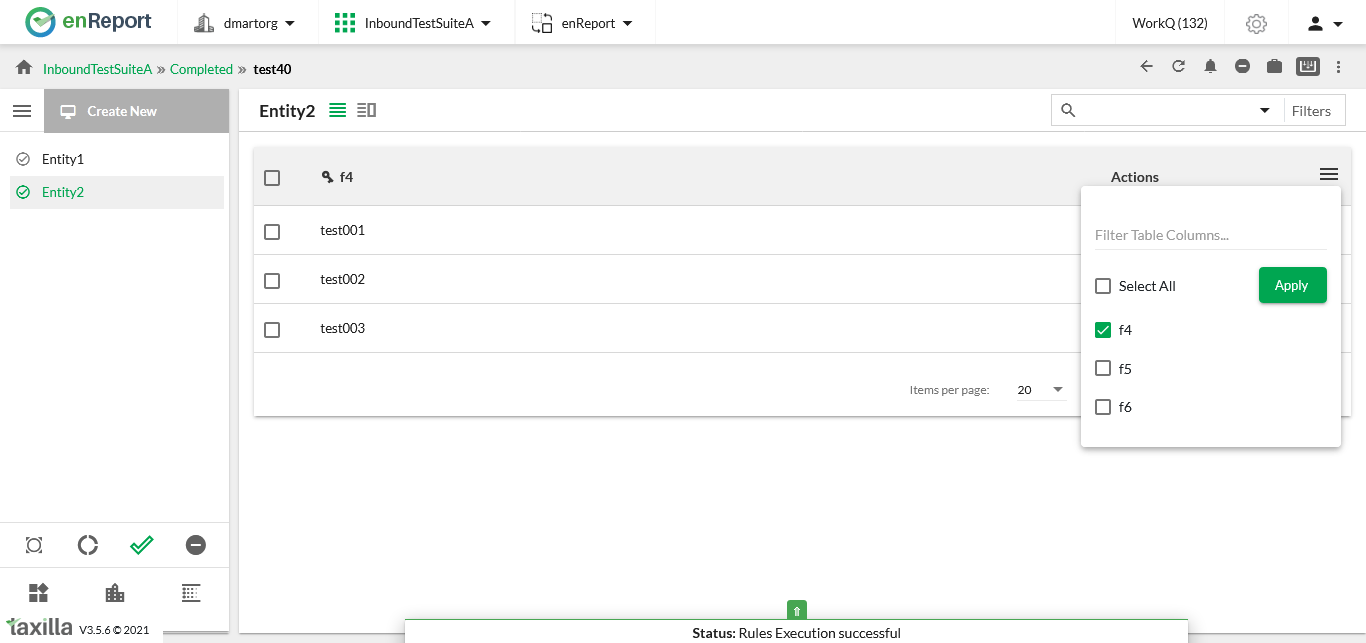 enReport dmartorg InboundTestSuiteA enReport WorkQ (132)
InboundTestSuiteA » Completed » test40
Create New
Entity2
Filters
Entity1
Entity2
f4 Actions
test001
test002
test003
Items per page: 20
Filter Table Columns...
Select All Apply
f4
f5
f6
taxilla V3.5.6 © 2021
Status: Rules Execution successful